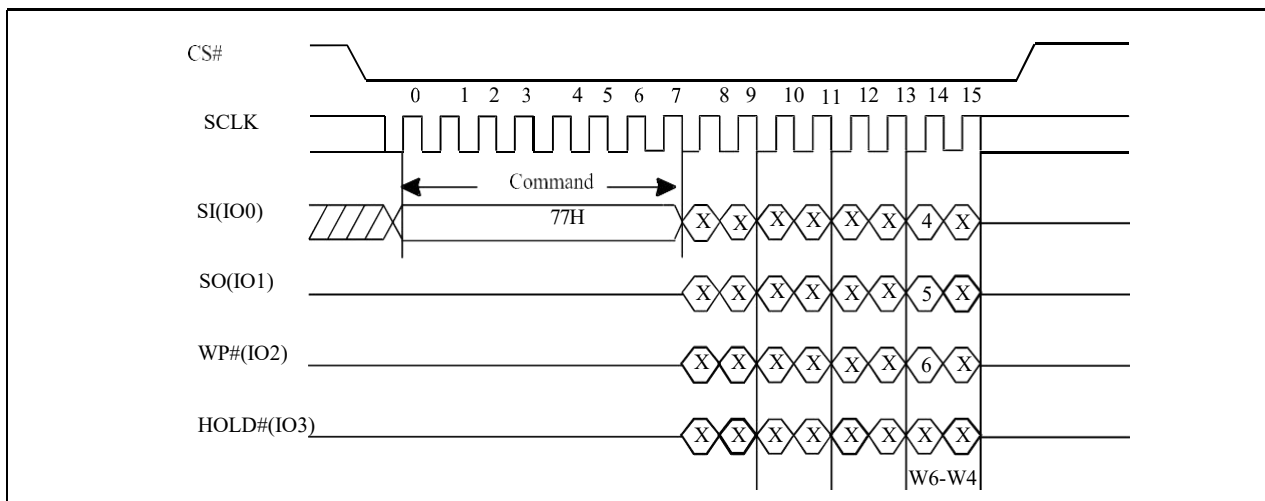 CS#
0 1 2 3 4 5 6 7 8 9 10 11 12 13 14 15
SCLK
Command
SI(IO0)
77H
X X X X X X 4 X
SO(IO1)
X X X X X X 5 X
WP#(IO2)
X X X X X X 6 X
HOLD#(IO3)
X X X X X X X X
W6-W4